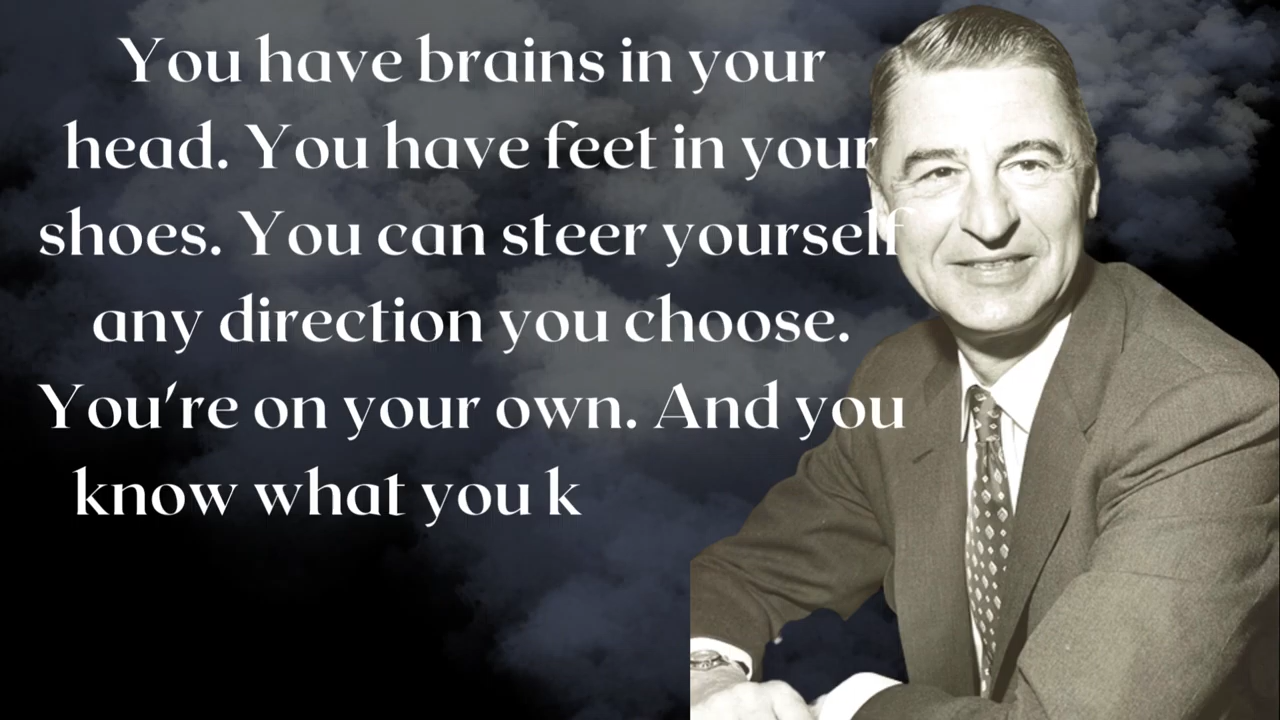 You have brains in your
head. You have feet in your
shoes. You can steer yourself
any direction you choose.
You're on your own. And you
know what you k